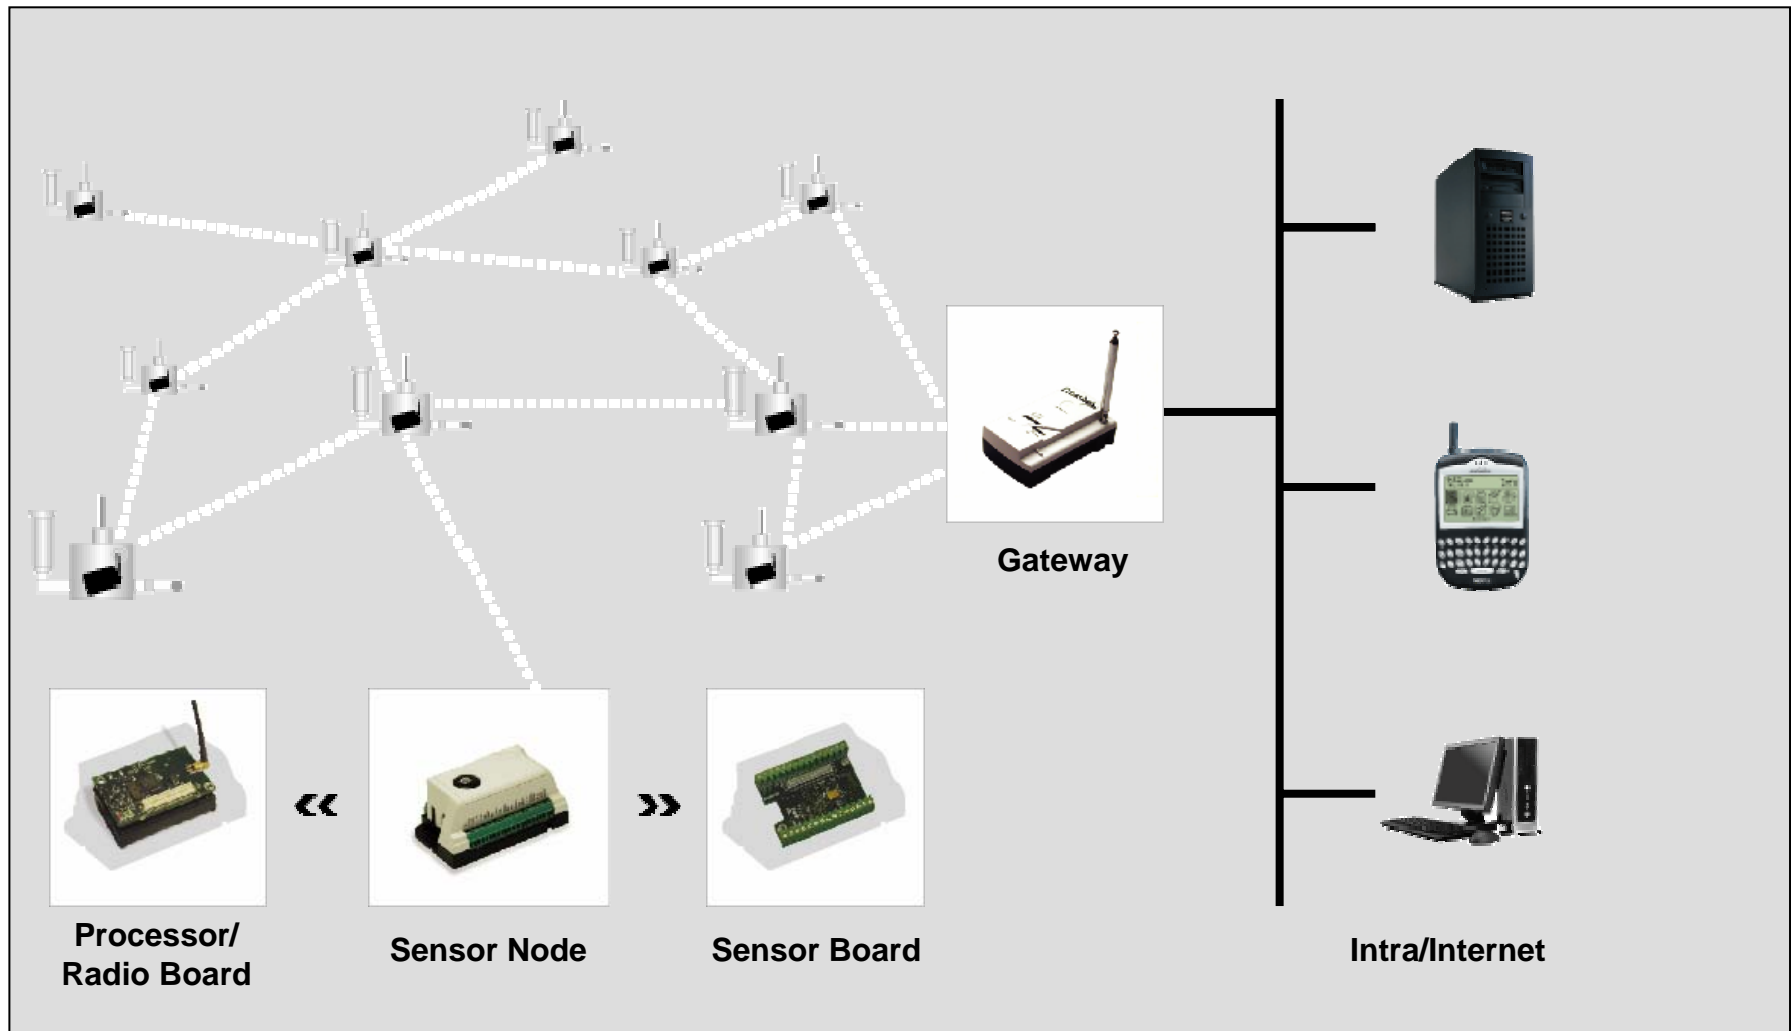 Gateway
Processor/
Radio Board
Sensor Node
Sensor Board
Intra/Internet